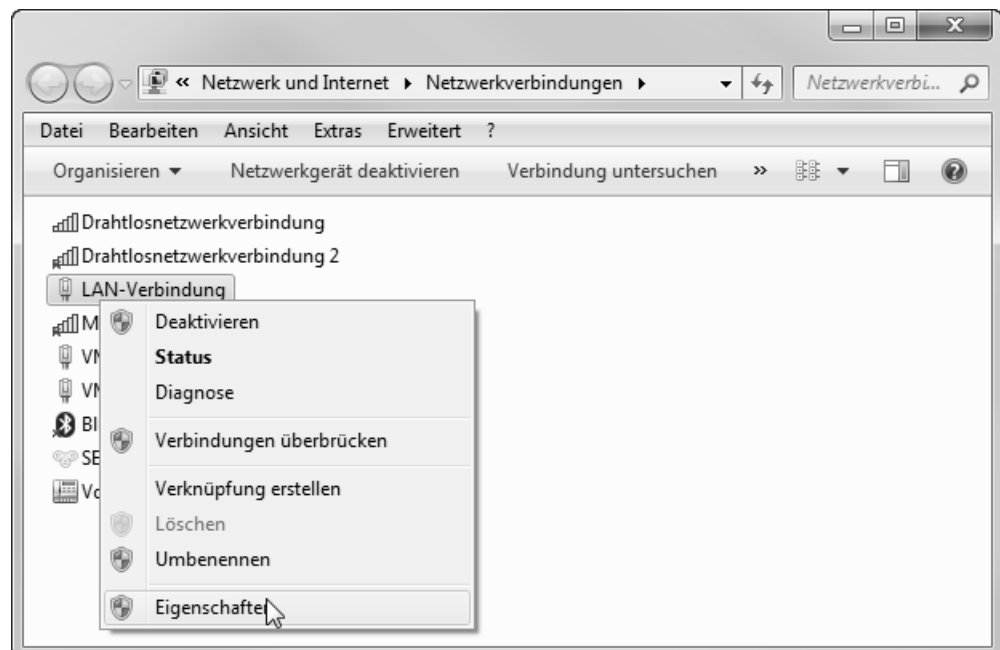 « Netzwerk und Internet Netzwerkverbindungen Netzwerkverbi...
Datei Bearbeiten Ansicht Extras Erweitert ?
Organisieren Netzwerkgerät deaktivieren Verbindung untersuchen »
Drahtlosnetzwerkverbindung
Drahtlosnetzwerkverbindung 2
LAN-Verbindung
Deaktivieren
Status
Diagnose
Verbindungen überbrücken
Verknüpfung erstellen
Löschen
Umbenennen
Eigenschaften